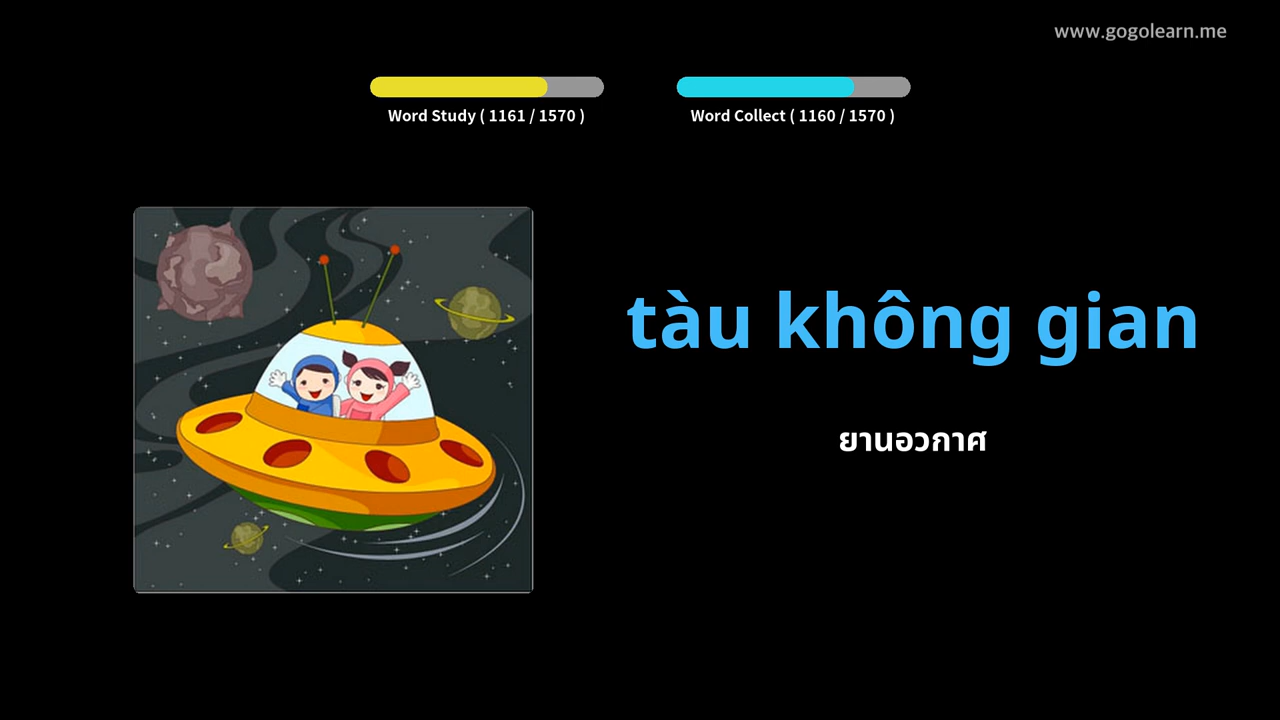 www.gogolearn.me
Word Study ( 1161 / 1570 )
Word Collect ( 1160 / 1570 )
tàu không gian
ยานอวกาศ